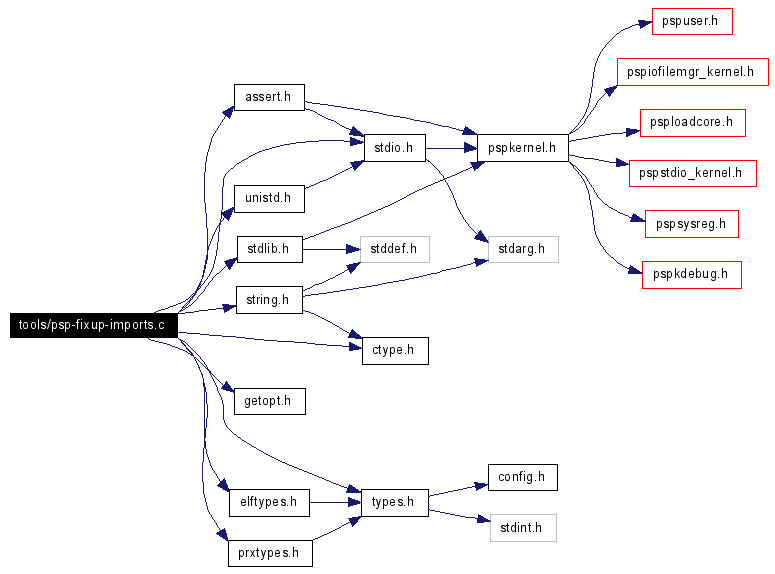 pspuser.h
pspiofilemgr_kernel.h
assert.h
psploadcore.h
stdio.h
pspkernel.h
pspstdio_kernel.h
unistd.h
pspsysreg.h
stdlib.h
stddef.h
stdarg.h
pspkdebug.h
string.h
tools/psp-fixup-imports.c
ctype.h
getopt.h
config.h
elftypes.h
types.h
stdint.h
prxtypes.h